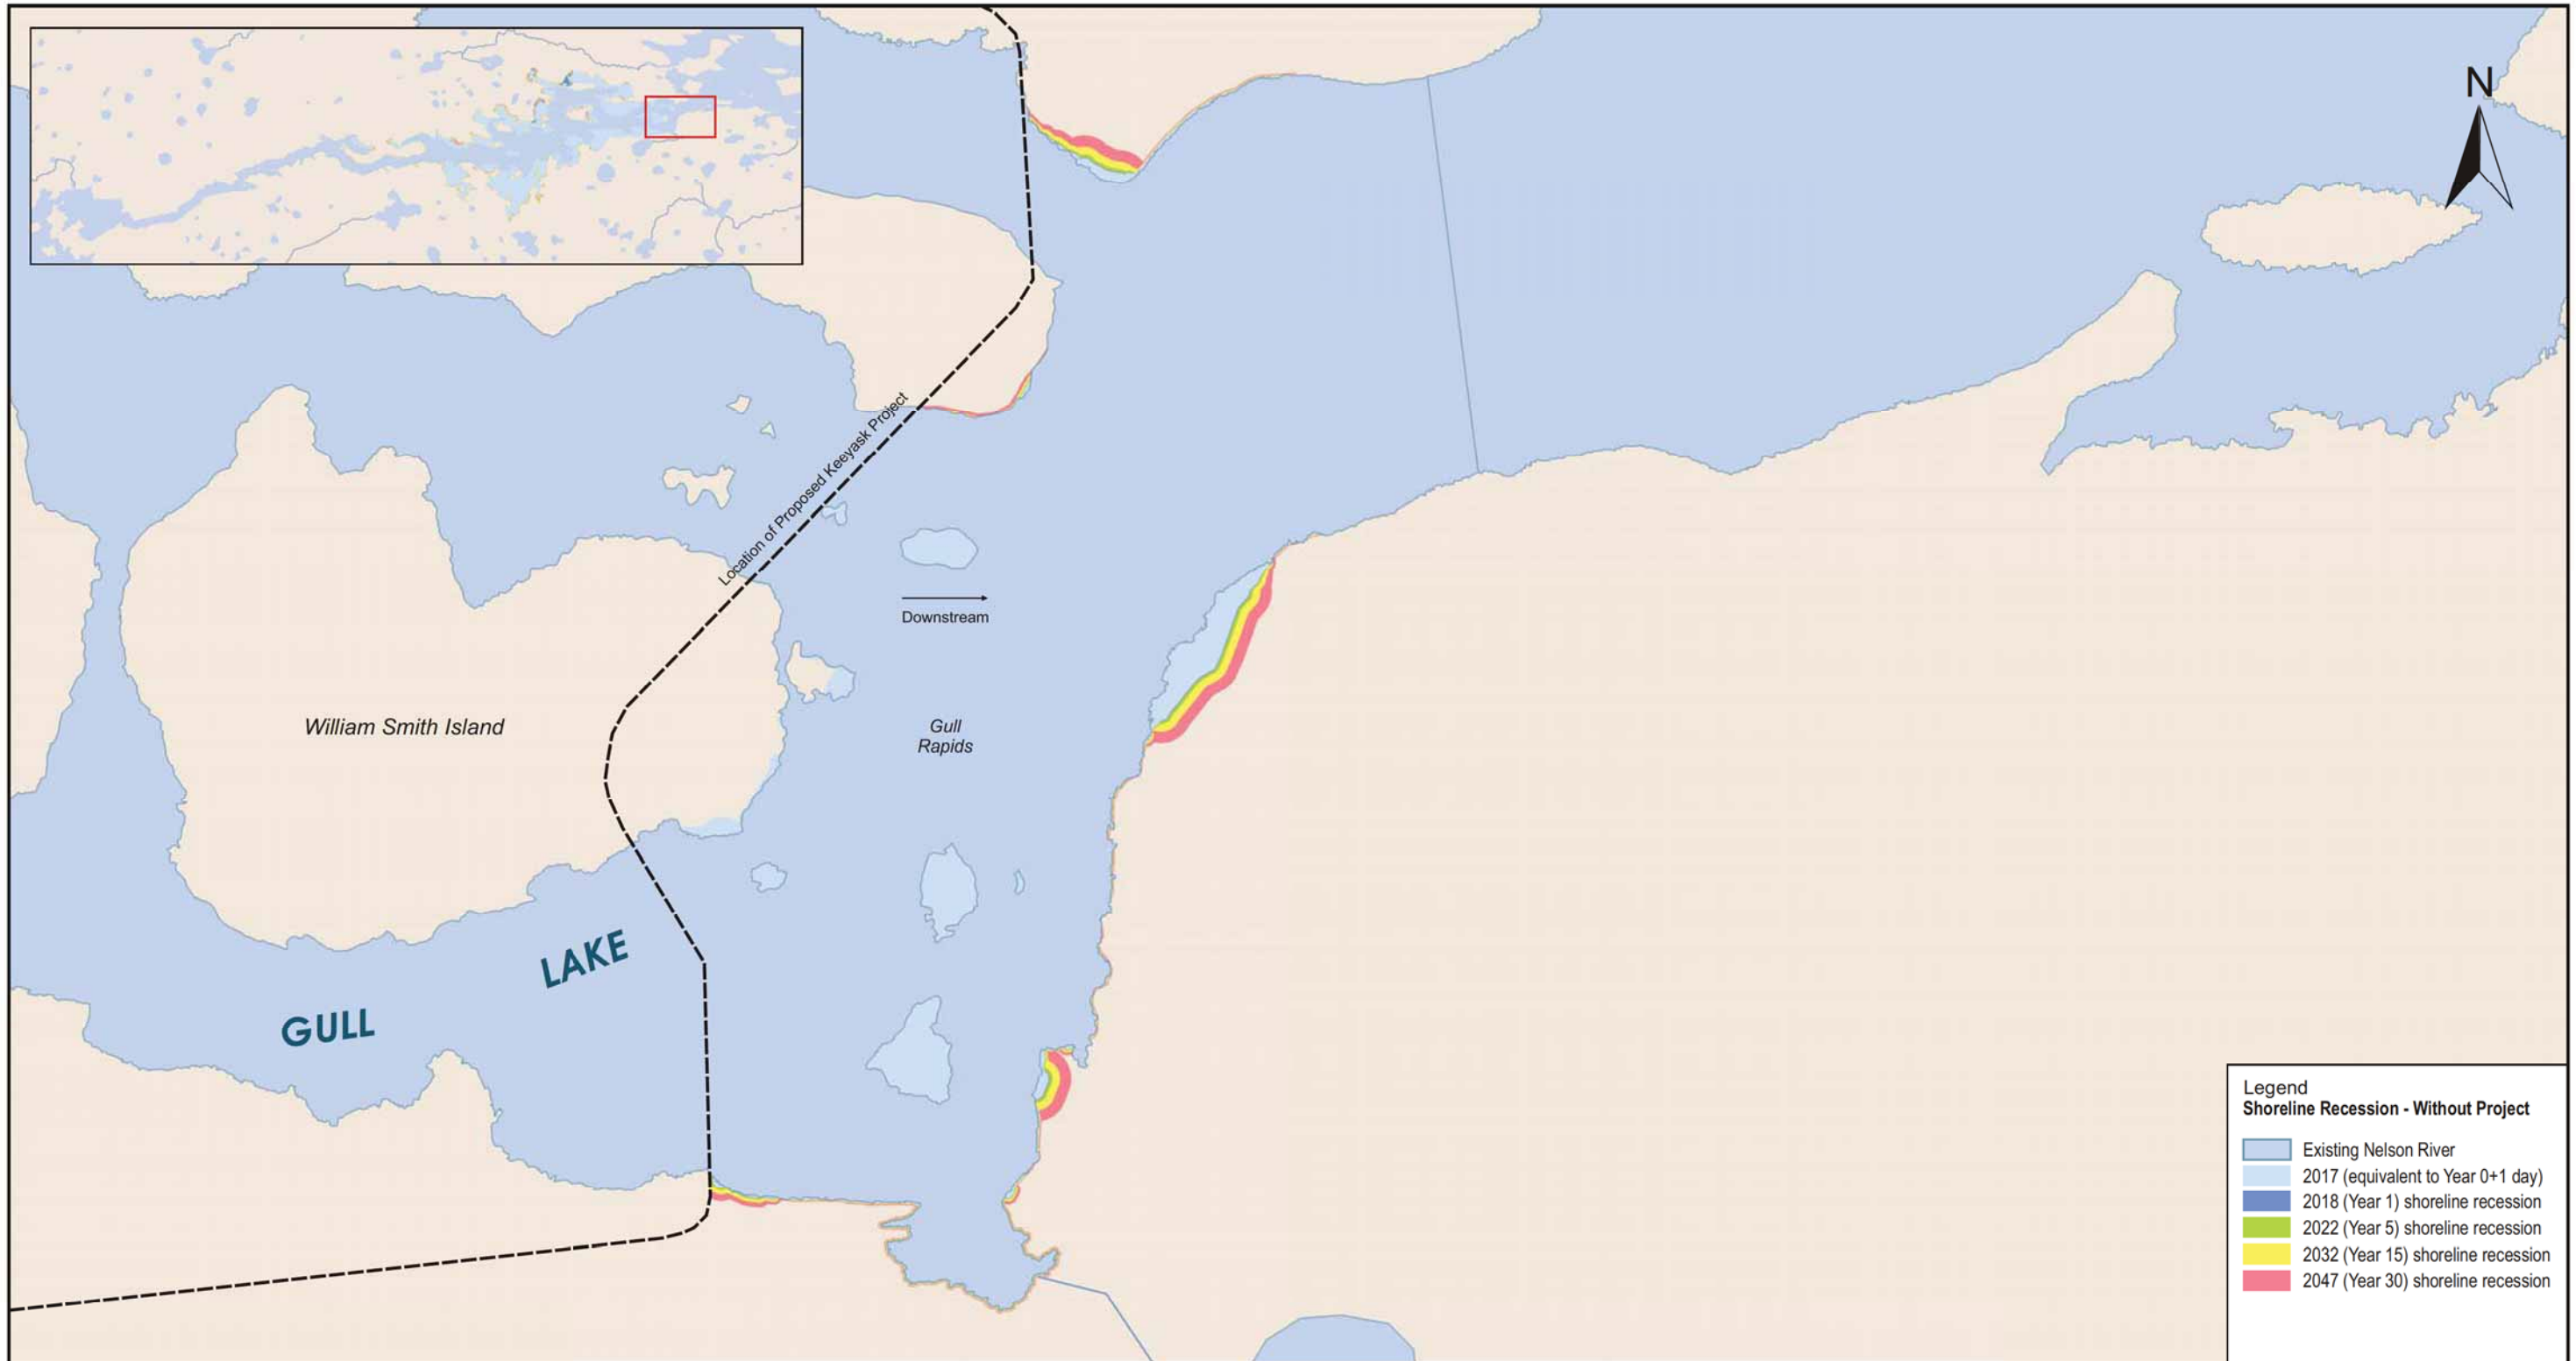 N
Location of Proposed Keeyask Project
Downstream
William Smith Island
Gull
Rapids
GULL LAKE
Legend
Shoreline Recession - Without Project
Existing Nelson River
2017 (equivalent to Year 0+1 day)
2018 (Year 1) shoreline recession
2022 (Year 5) shoreline recession
2032 (Year 15) shoreline recession
2047 (Year 30) shoreline recession